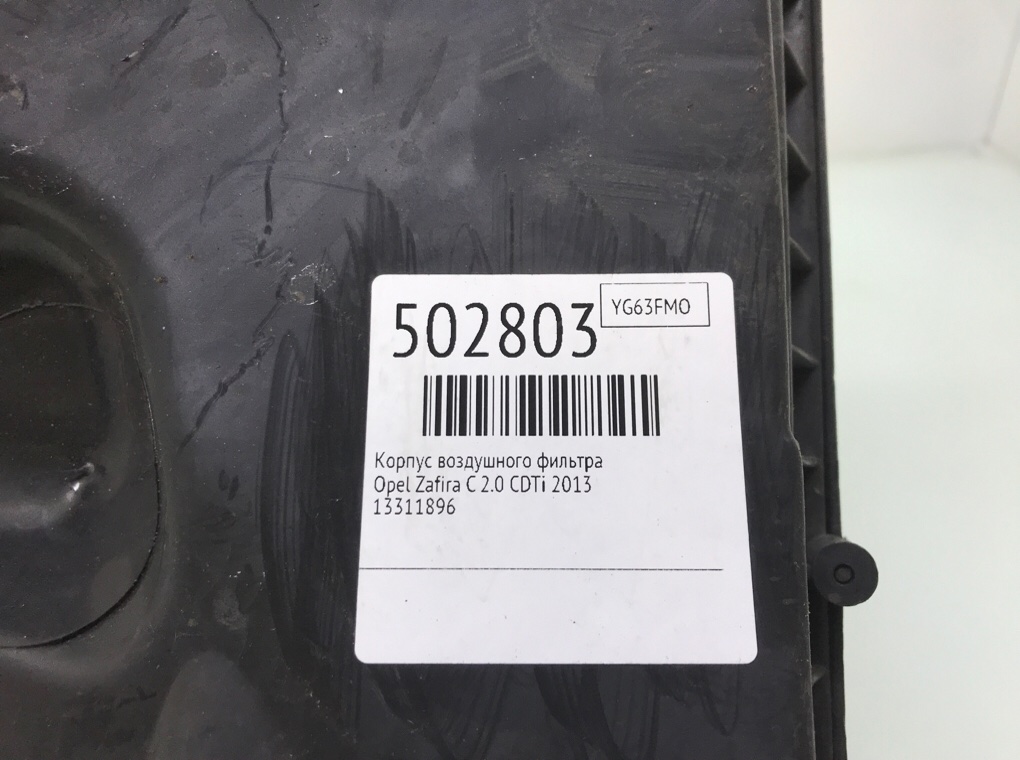 502803
YG63FMO
Корпус воздушного фильтра
Opel Zafira C 2.0 CDTi 2013
13311896